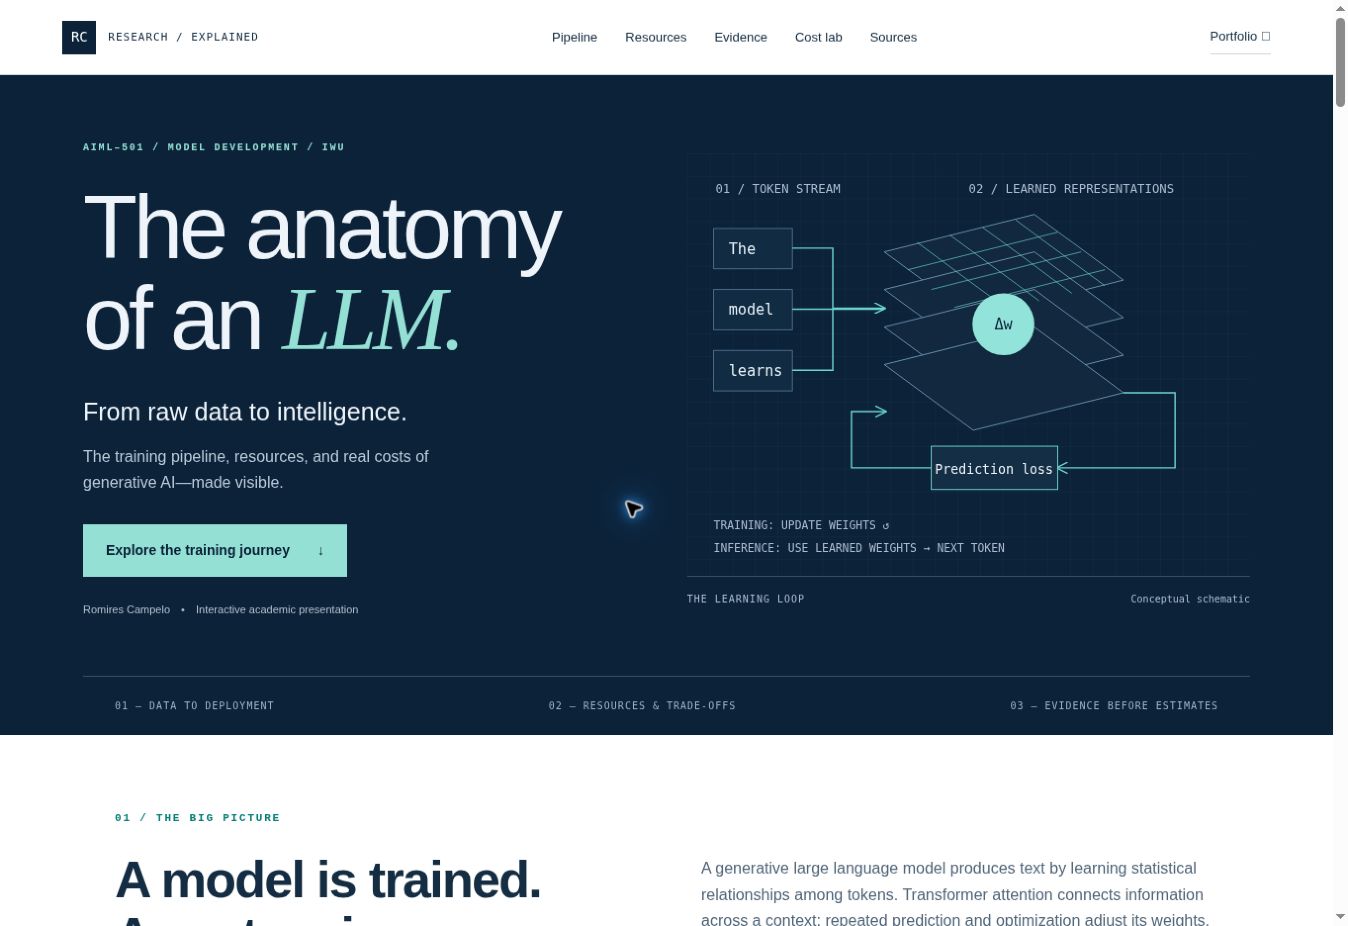 RC RESEARCH / EXPLAINED
Pipeline Resources Evidence Cost lab Sources
Portfolio
AIML–501 / MODEL DEVELOPMENT / IWU
The anatomy
of an LLM.
From raw data to intelligence.
The training pipeline, resources, and real costs of
generative AI—made visible.
Explore the training journey ↓
Romires Campelo • Interactive academic presentation
01 / TOKEN STREAM
02 / LEARNED REPRESENTATIONS
The
model
learns
Δw
Prediction loss
TRAINING: UPDATE WEIGHTS ↺
INFERENCE: USE LEARNED WEIGHTS → NEXT TOKEN
THE LEARNING LOOP
Conceptual schematic
01 — DATA TO DEPLOYMENT
02 — RESOURCES & TRADE-OFFS
03 — EVIDENCE BEFORE ESTIMATES
01 / THE BIG PICTURE
A model is trained.
A generative large language model produces text by learning statistical
relationships among tokens. Transformer attention connects information
across a context; repeated prediction and optimization adjust its weights.